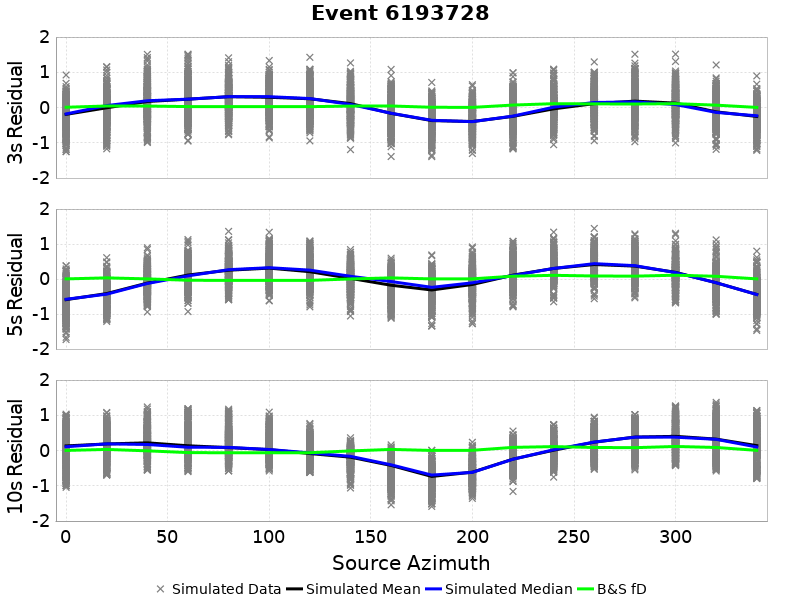 Event 6193728
3s Residual
2
1
0
-1
-2
5s Residual
2
1
0
-1
-2
10s Residual
2
1
0
-1
-2
0 50 100 150 200 250 300
Source Azimuth
Simulated Data Simulated Mean Simulated Median B&S fD